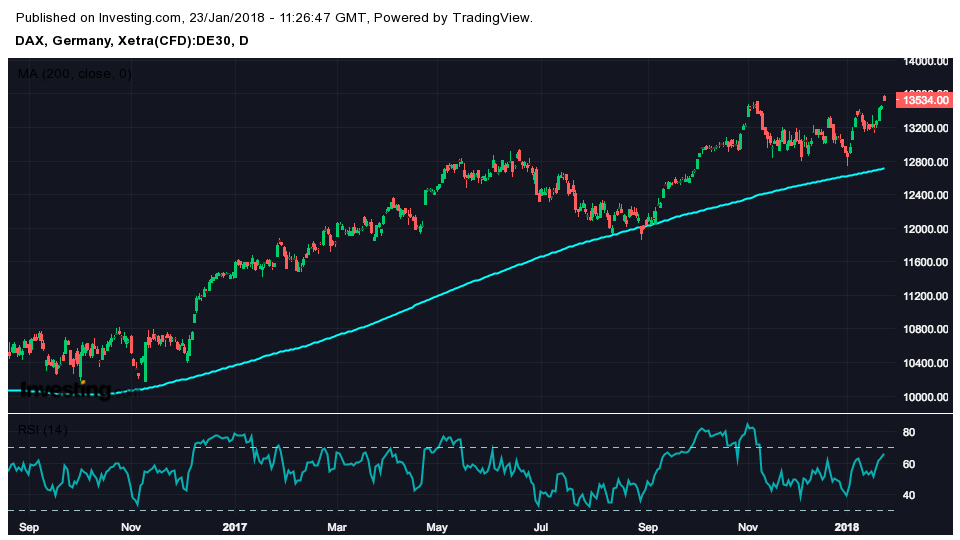 Published on Investing.com, 23/Jan/2018 - 11:26:47 GMT, Powered by TradingView.
DAX, Germany, Xetra(CFD):DE30, D
MA (200, close, 0)
14000.00
13534.00
13200.00
12800.00
12400.00
12000.00
11600.00
11200.00
10800.00
10400.00
10000.00
Investing
RSI (14)
80
60
40
Sep Nov 2017 Mar May Jul Sep Nov 2018